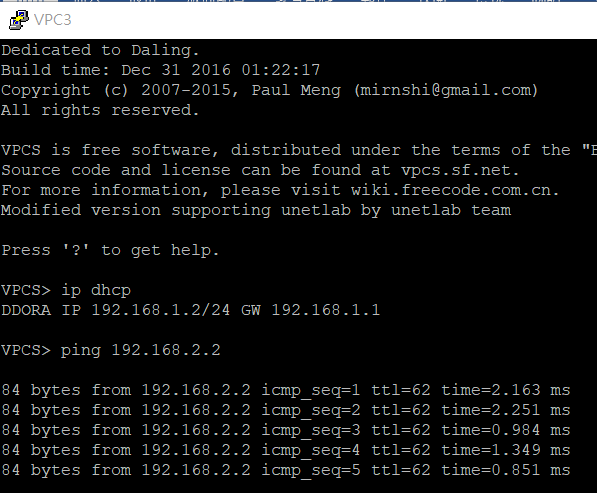 VPC3
Dedicated to Daling.
Build time: Dec 31 2016 01:22:17
Copyright (c) 2007-2015, Paul Meng (mirnshi@gmail.com)
All rights reserved.
VPCS is free software, distributed under the terms of the "B
Source code and license can be found at vpcs.sf.net.
For more information, please visit wiki.freecode.com.cn.
Modified version supporting unetlab by unetlab team
Press '?' to get help.
VPCS> ip dhcp
DDORA IP 192.168.1.2/24 GW 192.168.1.1
VPCS> ping 192.168.2.2
84 bytes from 192.168.2.2 icmp_seq=1 ttl=62 time=2.163 ms
84 bytes from 192.168.2.2 icmp_seq=2 ttl=62 time=2.251 ms
84 bytes from 192.168.2.2 icmp_seq=3 ttl=62 time=0.984 ms
84 bytes from 192.168.2.2 icmp_seq=4 ttl=62 time=1.349 ms
84 bytes from 192.168.2.2 icmp_seq=5 ttl=62 time=0.851 ms